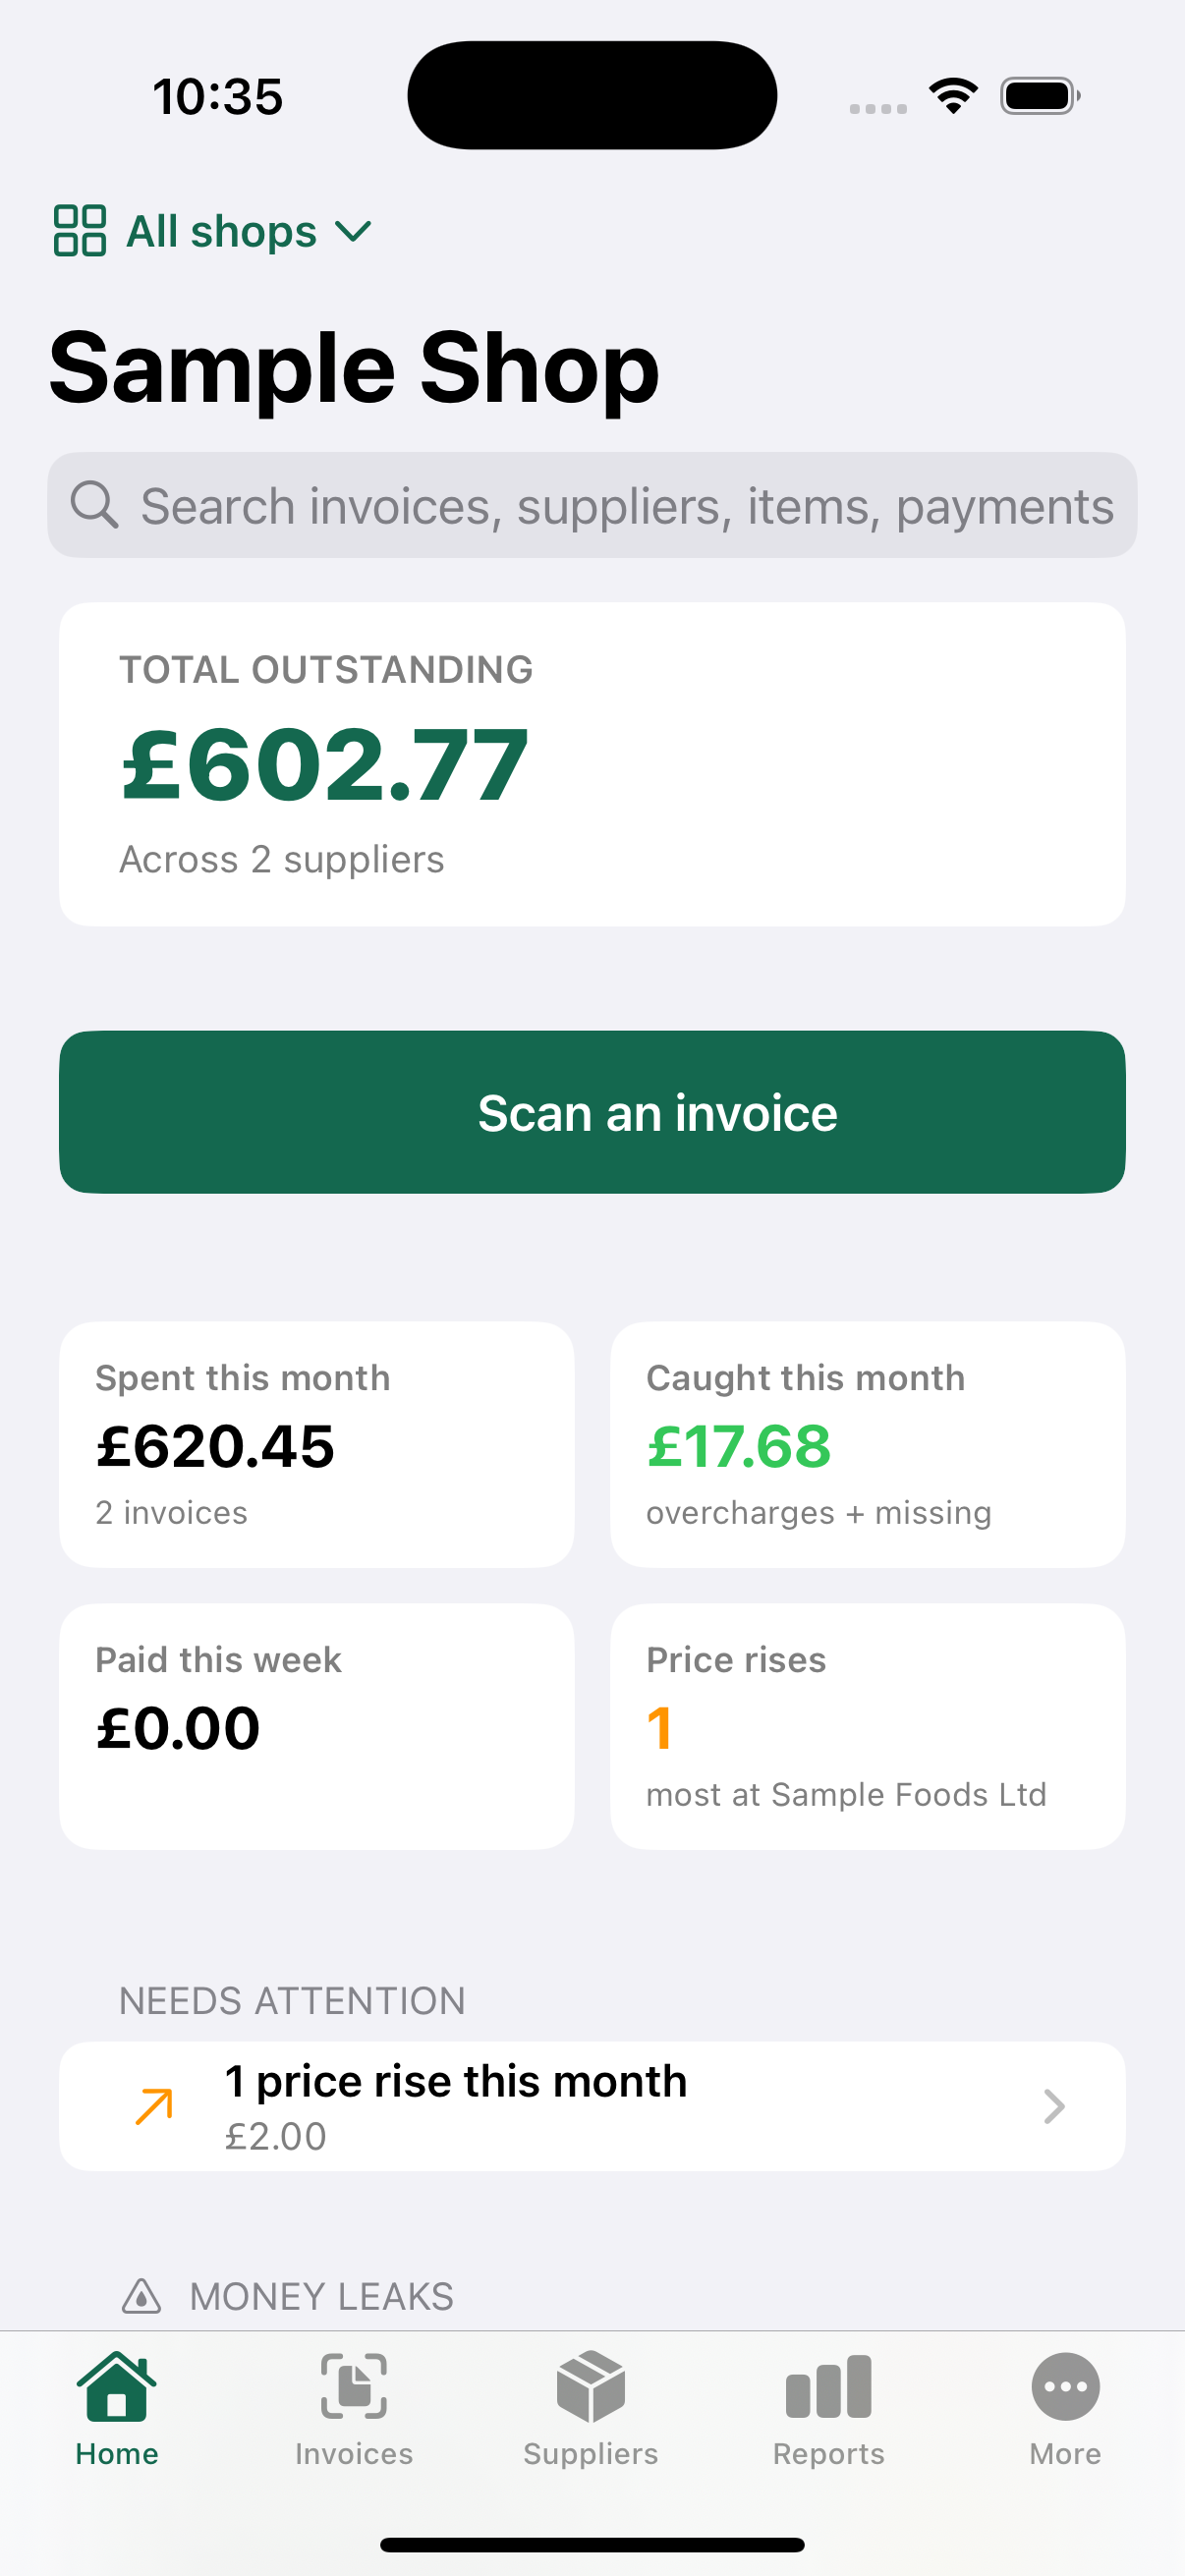 10:35
All shops
Sample Shop
Search invoices, suppliers, items, payments
TOTAL OUTSTANDING
£602.77
Across 2 suppliers
Scan an invoice
Spent this month
£620.45
2 invoices
Caught this month
£17.68
overcharges + missing
Paid this week
£0.00
Price rises
1
most at Sample Foods Ltd
NEEDS ATTENTION
1 price rise this month
£2.00
MONEY LEAKS
Home
Invoices
Suppliers
Reports
More